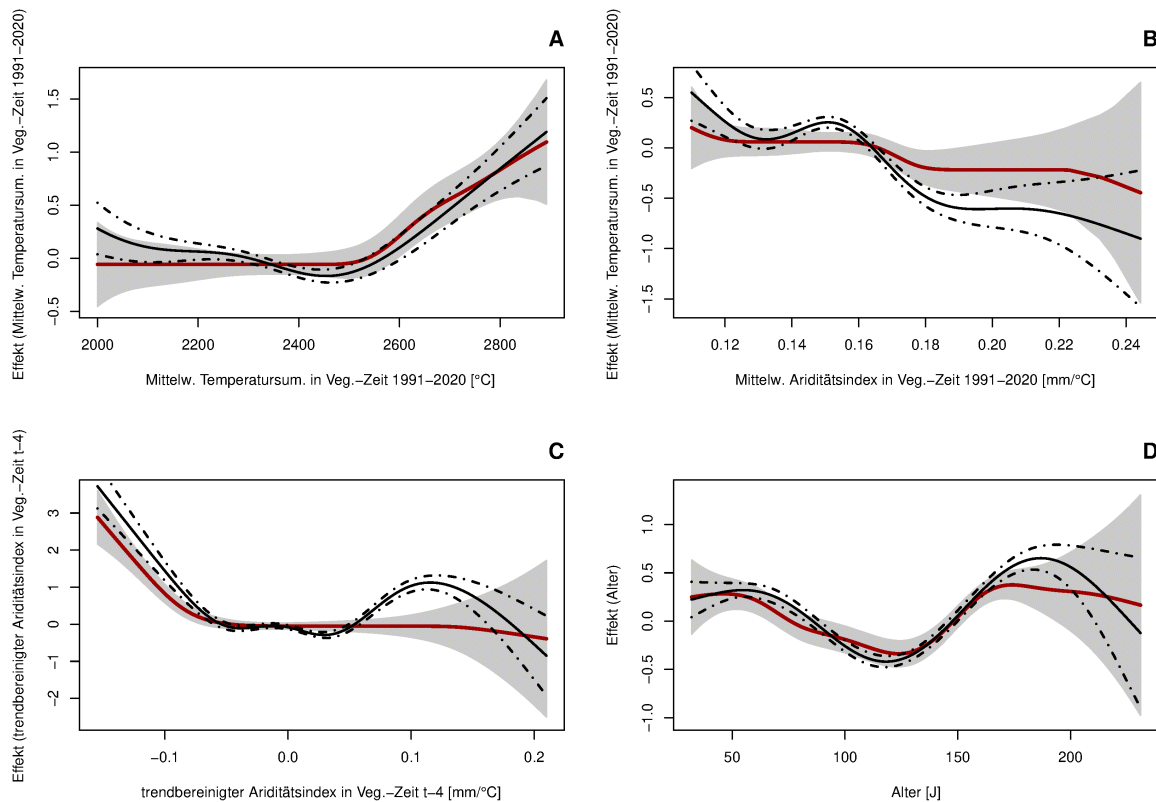 A
Effekt (Mittelw. Temperatursum. in Veg.−Zeit 1991−2020)
1.5
1.0
0.5
0.0
−0.5
2000 2200 2400 2600 2800
Mittelw. Temperatursum. in Veg.−Zeit 1991−2020 [°C]
B
Effekt (Mittelw. Temperatursum. in Veg.−Zeit 1991−2020)
0.5
0.0
−0.5
−1.0
−1.5
0.12 0.14 0.16 0.18 0.20 0.22 0.24
Mittelw. Ariditätsindex in Veg.−Zeit 1991−2020 [mm/°C]
C
Effekt (trendbereinigter Ariditätsindex in Veg.−Zeit t−4)
3
2
1
0
−1
−2
−0.1 0.0 0.1 0.2
trendbereinigter Ariditätsindex in Veg.−Zeit t−4 [mm/°C]
D
Effekt (Alter)
1.0
0.5
0.0
−0.5
−1.0
50 100 150 200
Alter [J]